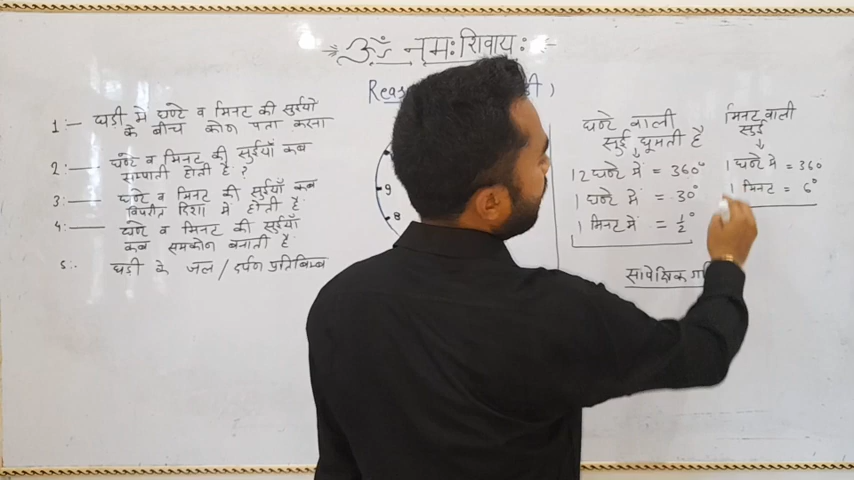 ॐ नमः शिवायः
Reas
ड़ी )
1:— घडी मे घण्टे व मिनट की सुईयो
के बीच कोण पता करना
2:— घण्टे व मिनट की सुईयाँ कब
सम्पाती होती है ?
3:— घण्टे व मिनट की सुईयाँ कब
विपरीत दिशा मे होती है
4:— घण्टे व मिनट की सुईयाँ
कब समकोण बनाती है
5:. घडी के जल / दर्पण प्रतिबिम्ब
9
8
घण्टे वाली
सुई घूमती है
12 घण्टे में = 360°
1 घण्टे में = 30°
1 मिनट में = 1/2°
सापेक्षिक
मिनट वाली
सुई
1 घण्टे में = 360
1 मिनट = 6°